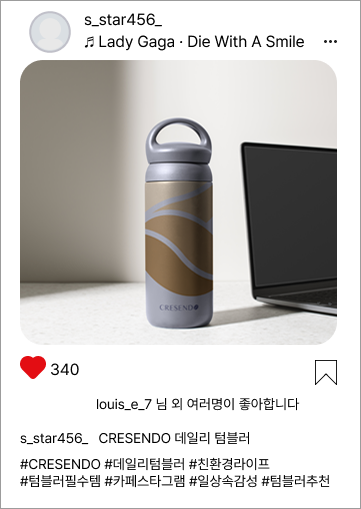 s_star456_
♬ Lady Gaga · Die With A Smile
CRESENDO
340
louis_e_7 님 외 여러명이 좋아합니다
s_star456_ CRESENDO 데일리 텀블러
#CRESENDO #데일리텀블러 #친환경라이프
#텀블러필수템 #카페스타그램 #일상속감성 #텀블러추천